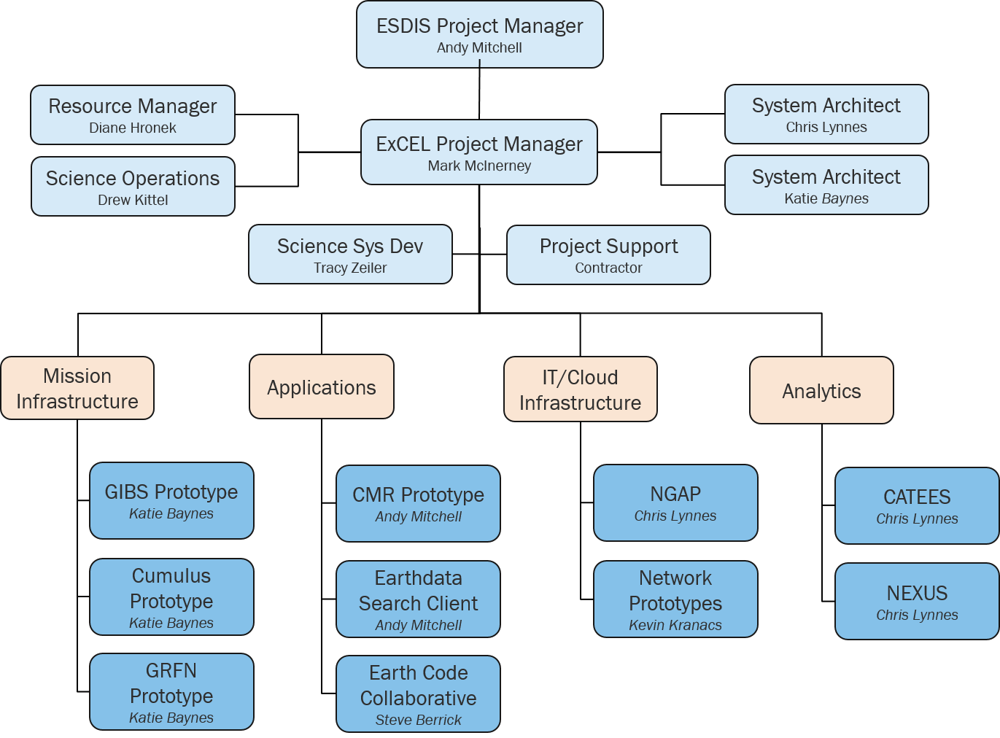 ESDIS Project Manager
Andy Mitchell
Resource Manager
Diane Hronek
System Architect
Chris Lynnes
ExCEL Project Manager
Mark McInerney
Science Operations
Drew Kittel
System Architect
Katie Baynes
Science Sys Dev
Tracy Zeiler
Project Support
Contractor
Mission
Infrastructure
Applications
IT/Cloud
Infrastructure
Analytics
GIBS Prototype
Katie Baynes
Cumulus
Prototype
Katie Baynes
GRFN
Prototype
Katie Baynes
CMR Prototype
Andy Mitchell
Earthdata
Search Client
Andy Mitchell
Earth Code
Collaborative
Steve Berrick
NGAP
Chris Lynnes
Network
Prototypes
Kevin Kranacs
CATEES
Chris Lynnes
NEXUS
Chris Lynnes